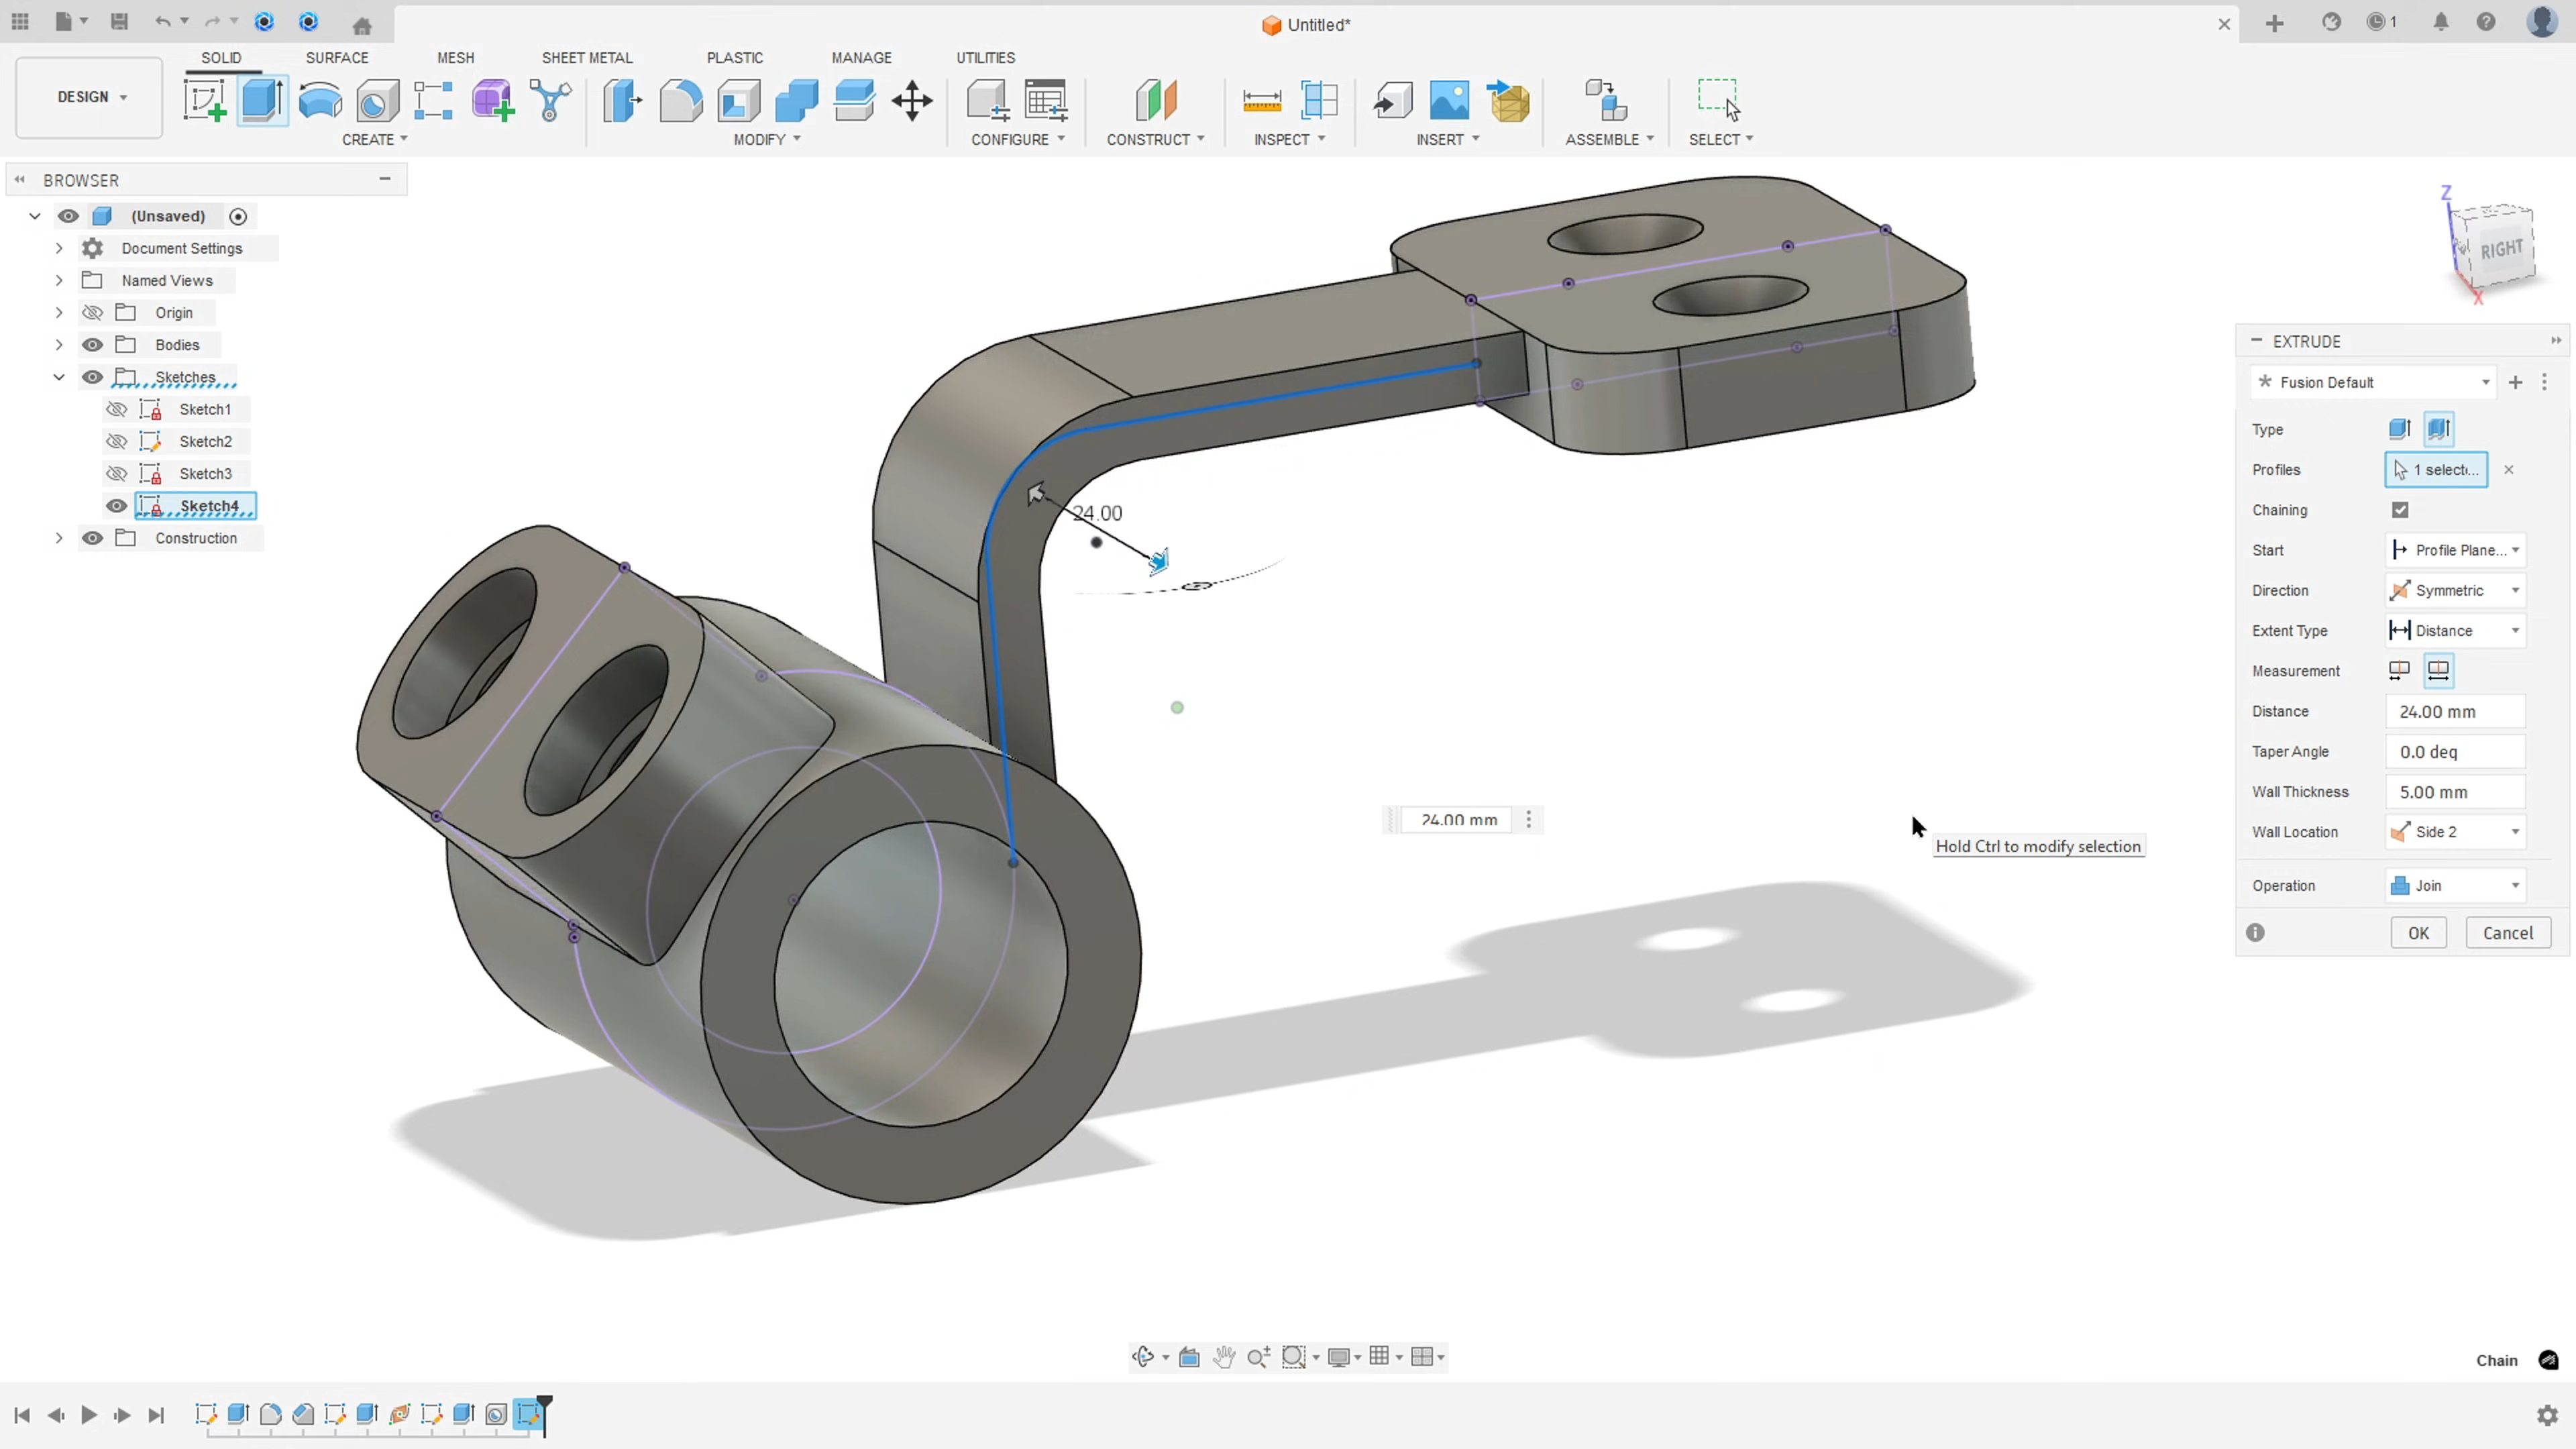 Untitled*
1
SOLID
SURFACE
MESH
SHEET METAL
PLASTIC
MANAGE
UTILITIES
DESIGN
CREATE
MODIFY
CONFIGURE
CONSTRUCT
INSPECT
INSERT
ASSEMBLE
SELECT
BROWSER
(Unsaved)
Document Settings
Named Views
Origin
Bodies
Sketches
Sketch1
Sketch2
Sketch3
Sketch4
Construction
Z
RIGHT
X
24.00
24.00 mm
Hold Ctrl to modify selection
EXTRUDE
* Fusion Default
Type
Profiles 1 select...
Chaining
Start Profile Plane...
Direction Symmetric
Extent Type Distance
Measurement
Distance 24.00 mm
Taper Angle 0.0 deg
Wall Thickness 5.00 mm
Wall Location Side 2
Operation Join
OK Cancel
Chain